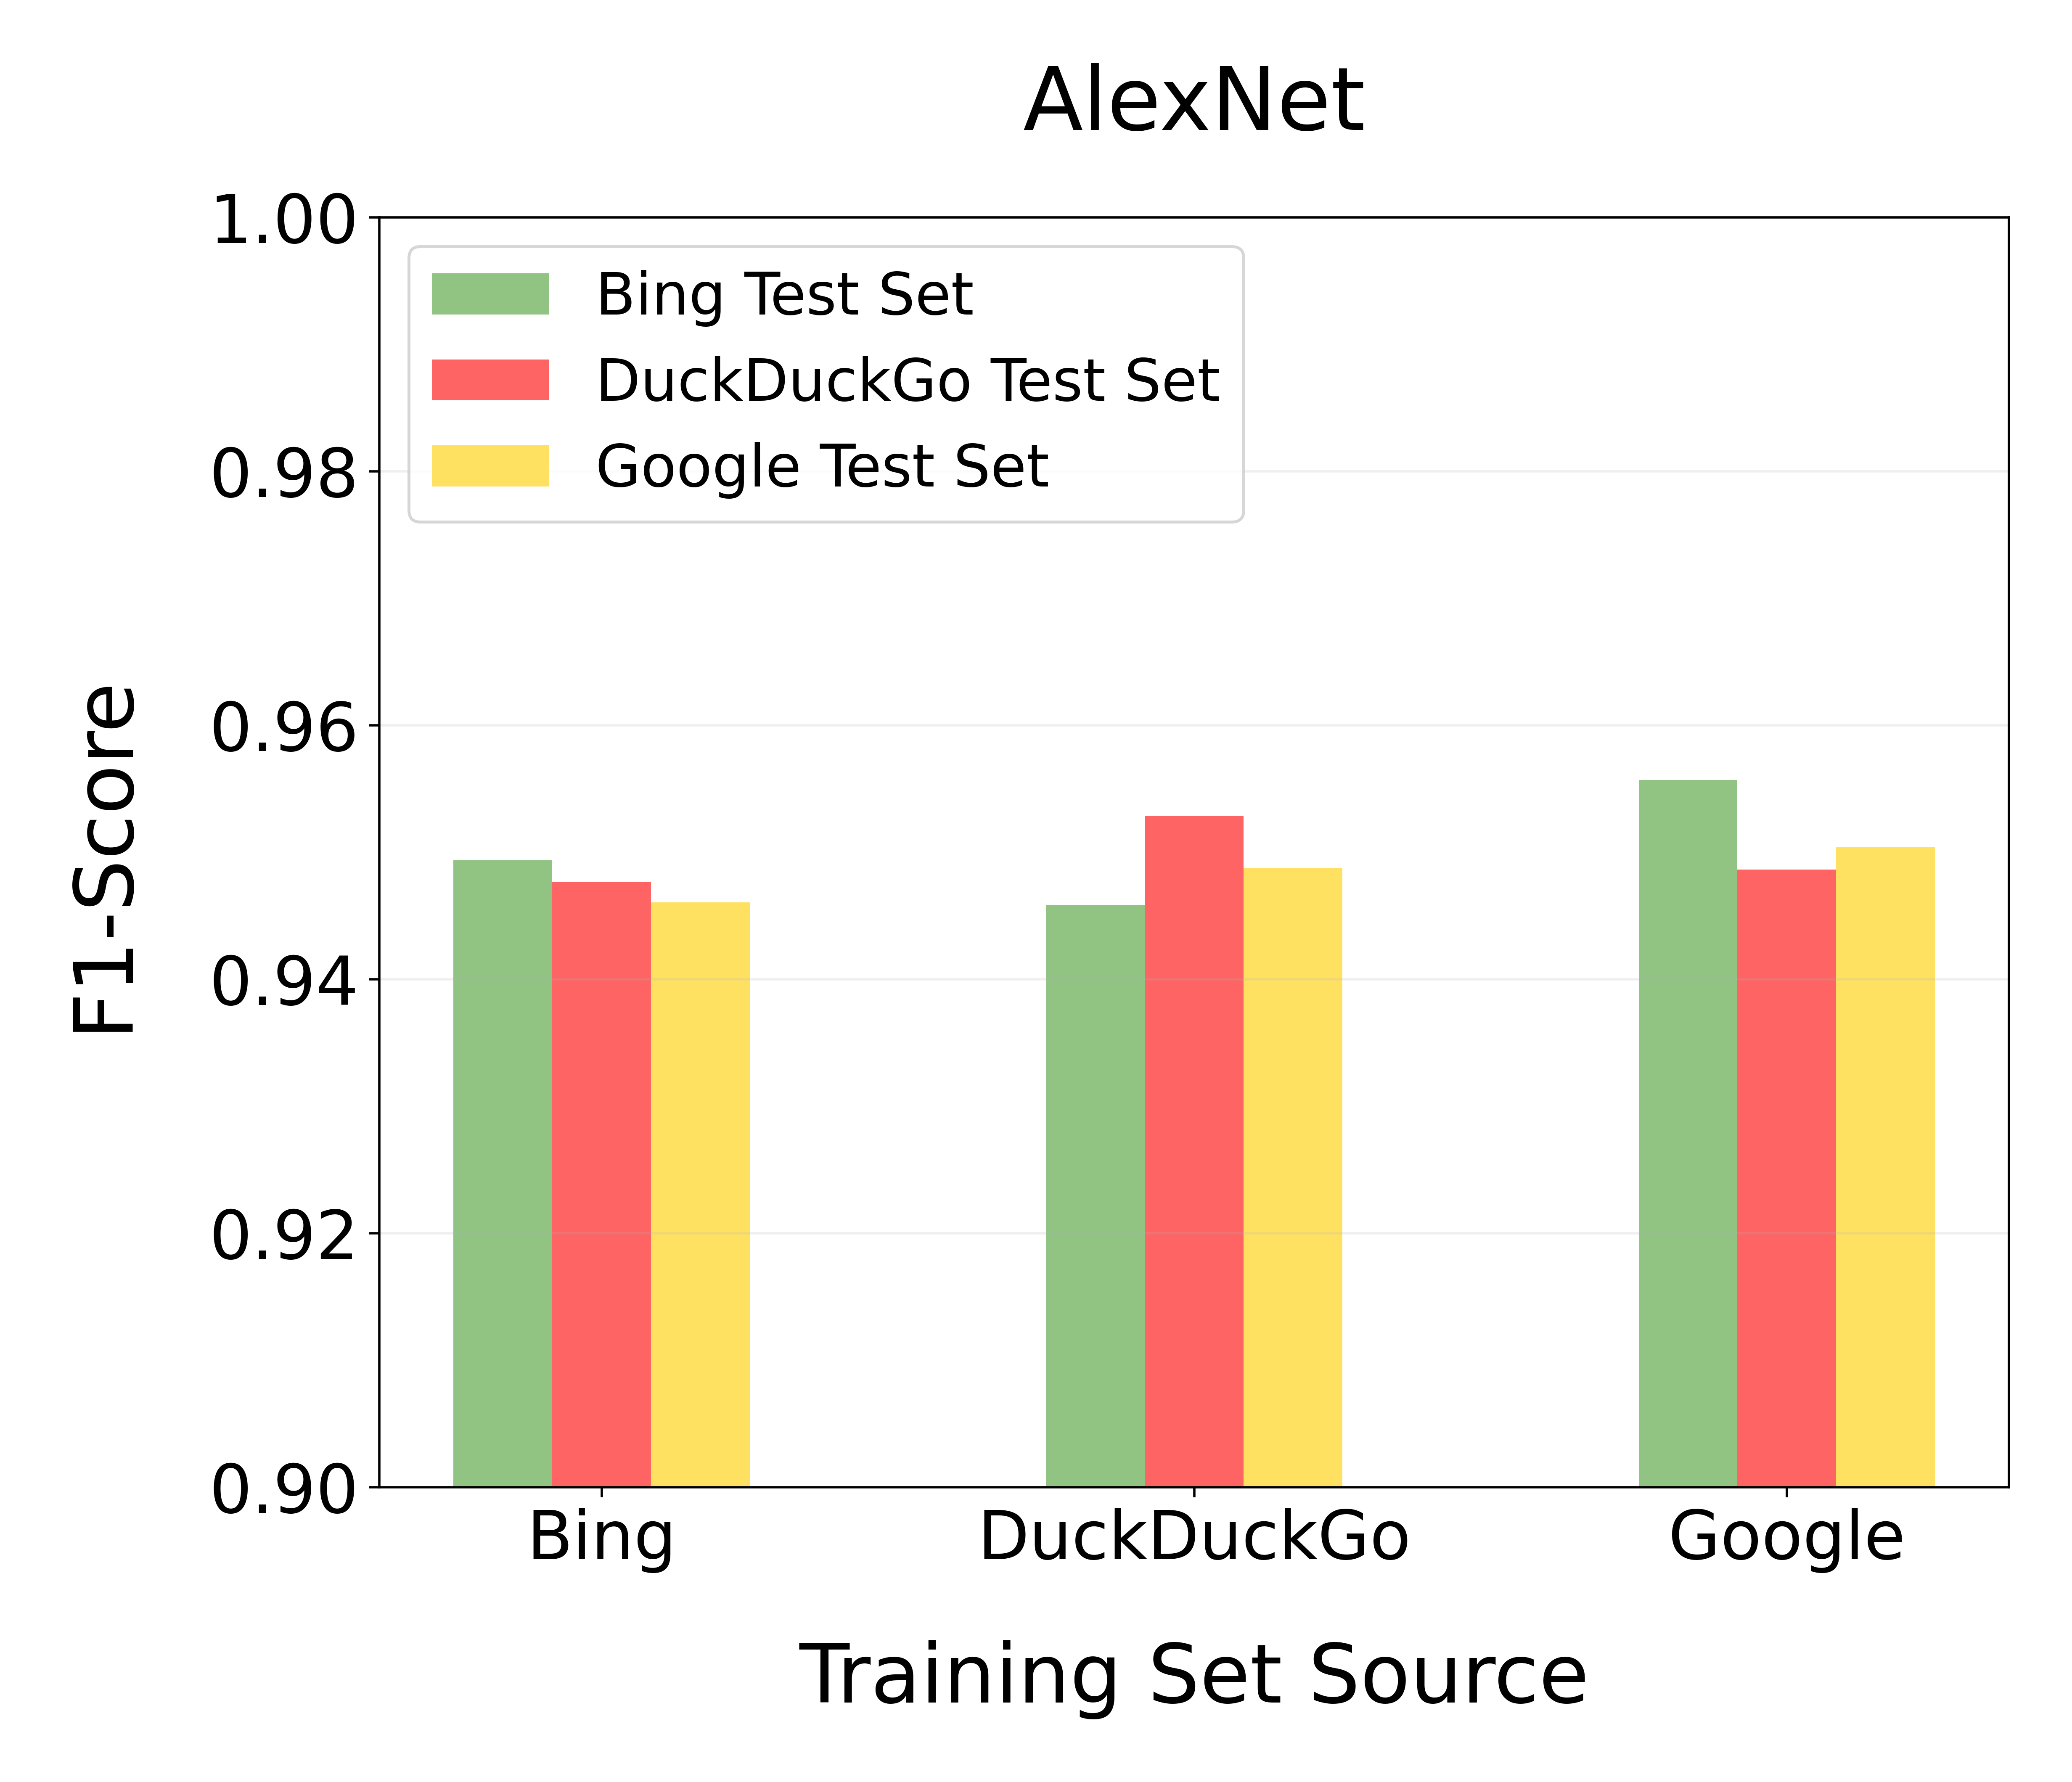 AlexNet
1.00
0.98
0.96
0.94
0.92
0.90
F1-Score
Bing Test Set
DuckDuckGo Test Set
Google Test Set
Bing
DuckDuckGo
Google
Training Set Source